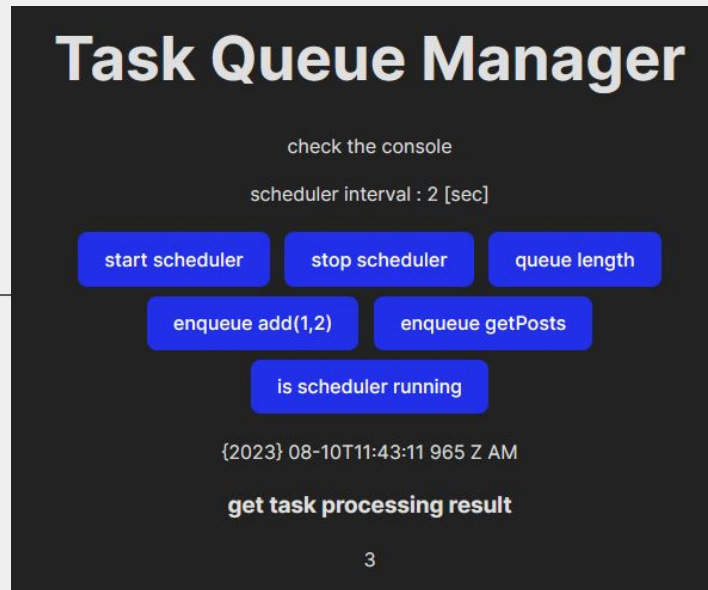 Task Queue Manager
check the console
scheduler interval : 2 [sec]
start scheduler stop scheduler queue length
enqueue add(1,2) enqueue getPosts
is scheduler running
{2023} 08-10T11:43:11 965 Z AM
get task processing result
3